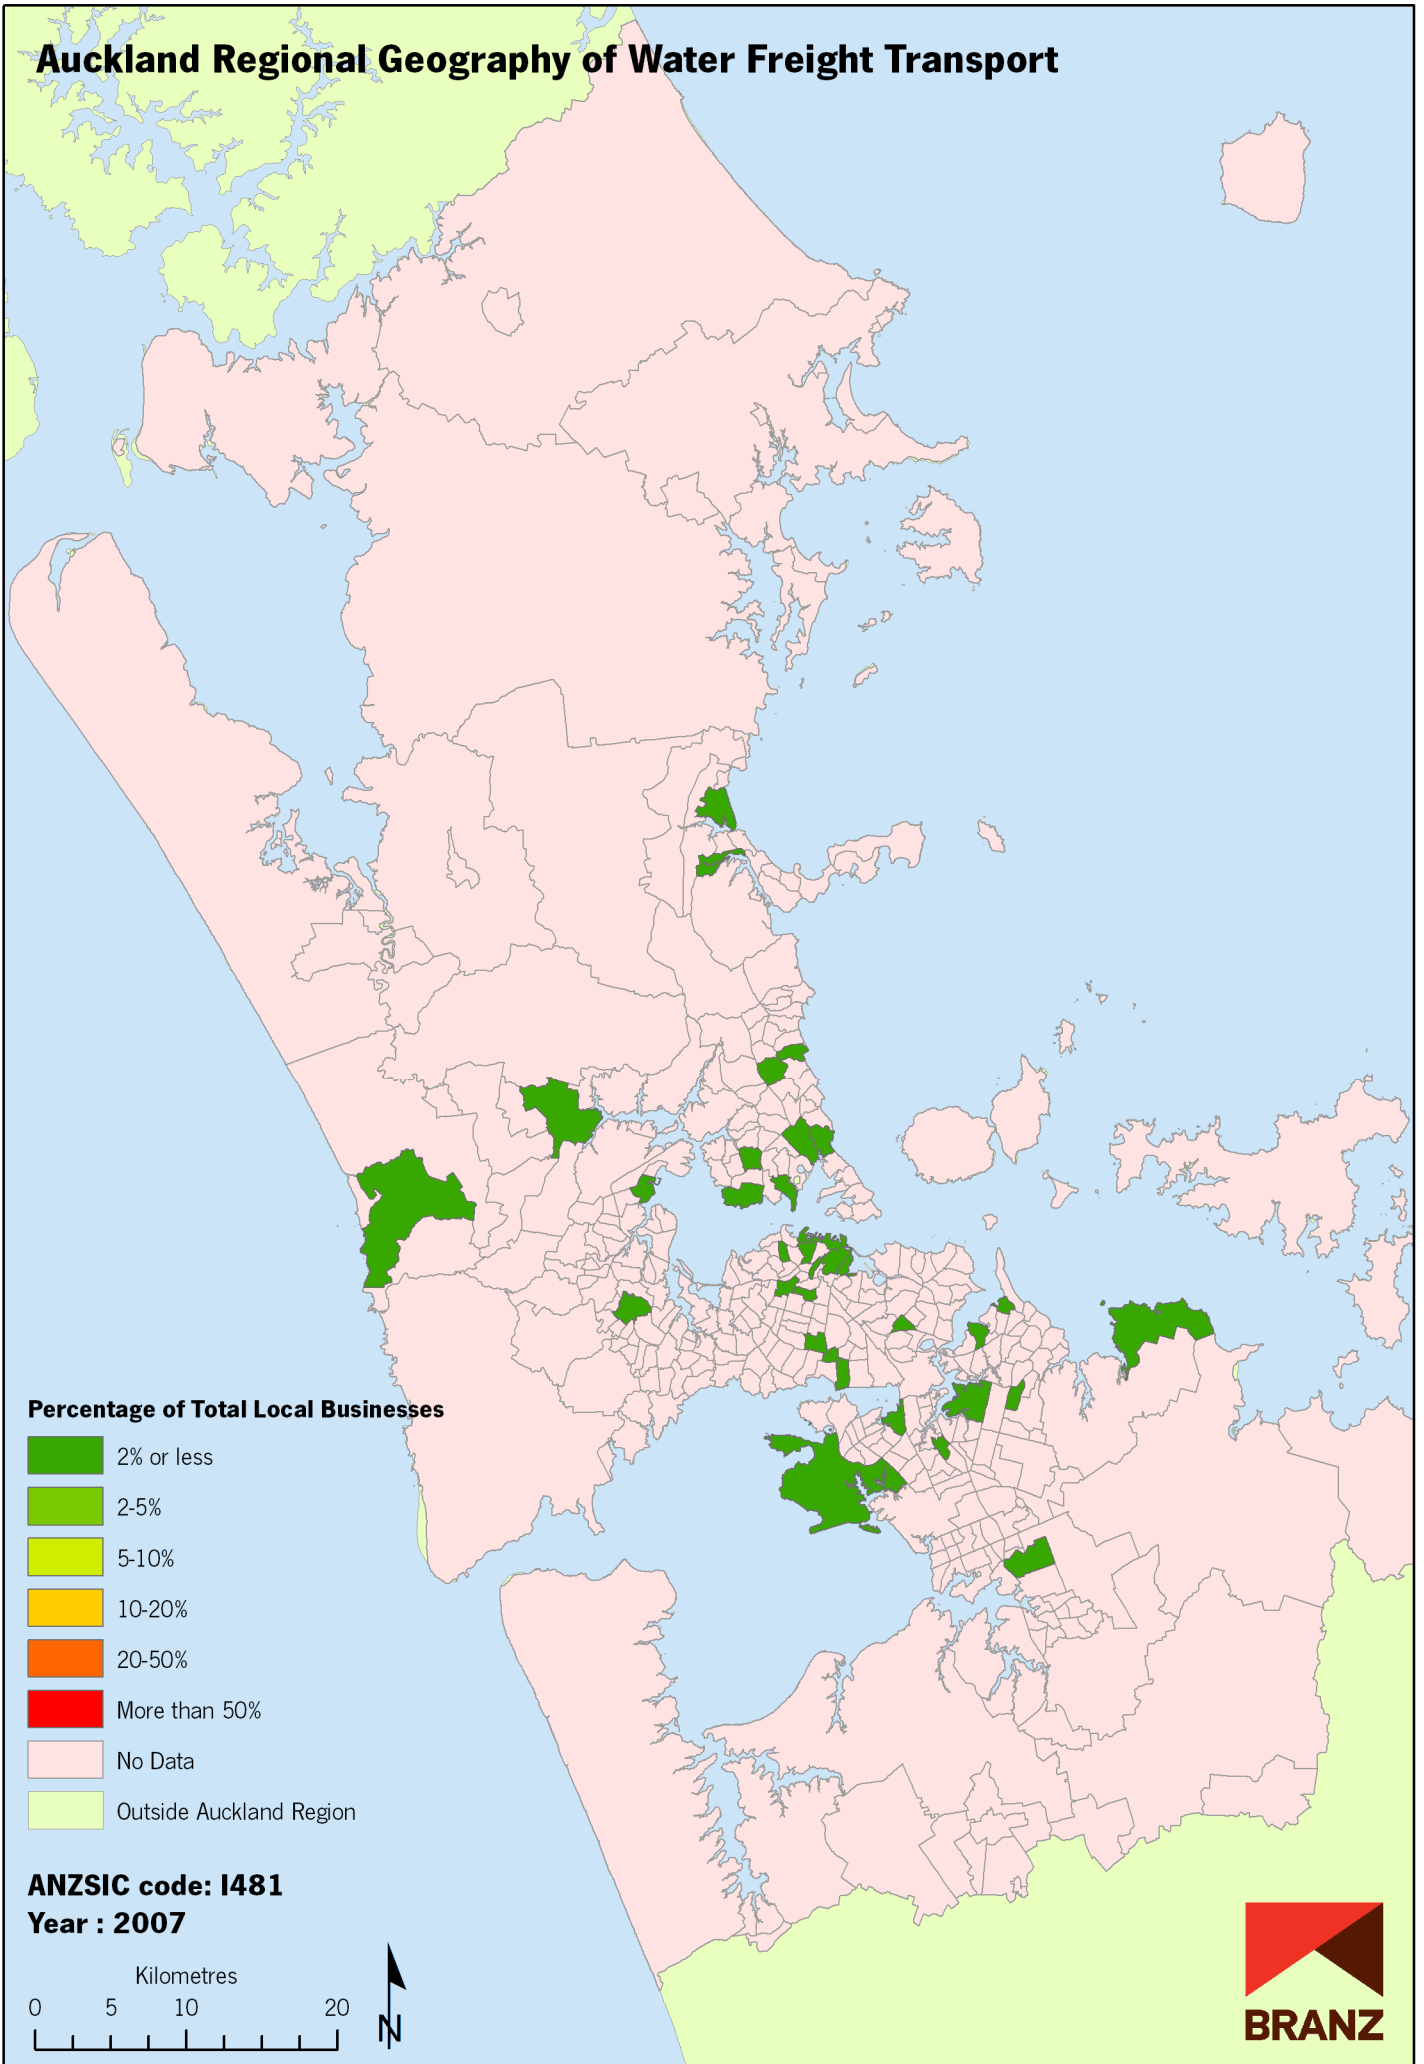 Auckland Regional Geography of Water Freight Transport
Percentage of Total Local Businesses
2% or less
2-5%
5-10%
10-20%
20-50%
More than 50%
No Data
Outside Auckland Region
ANZSIC code: I481
Year : 2007
Kilometres
0 5 10 20
N
BRANZ